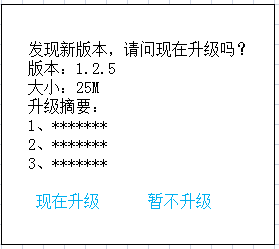 发现新版本，请问现在升级吗？
版本：1.2.5
大小：25M
升级摘要：
1、*******
2、*******
3、*******
现在升级 暂不升级